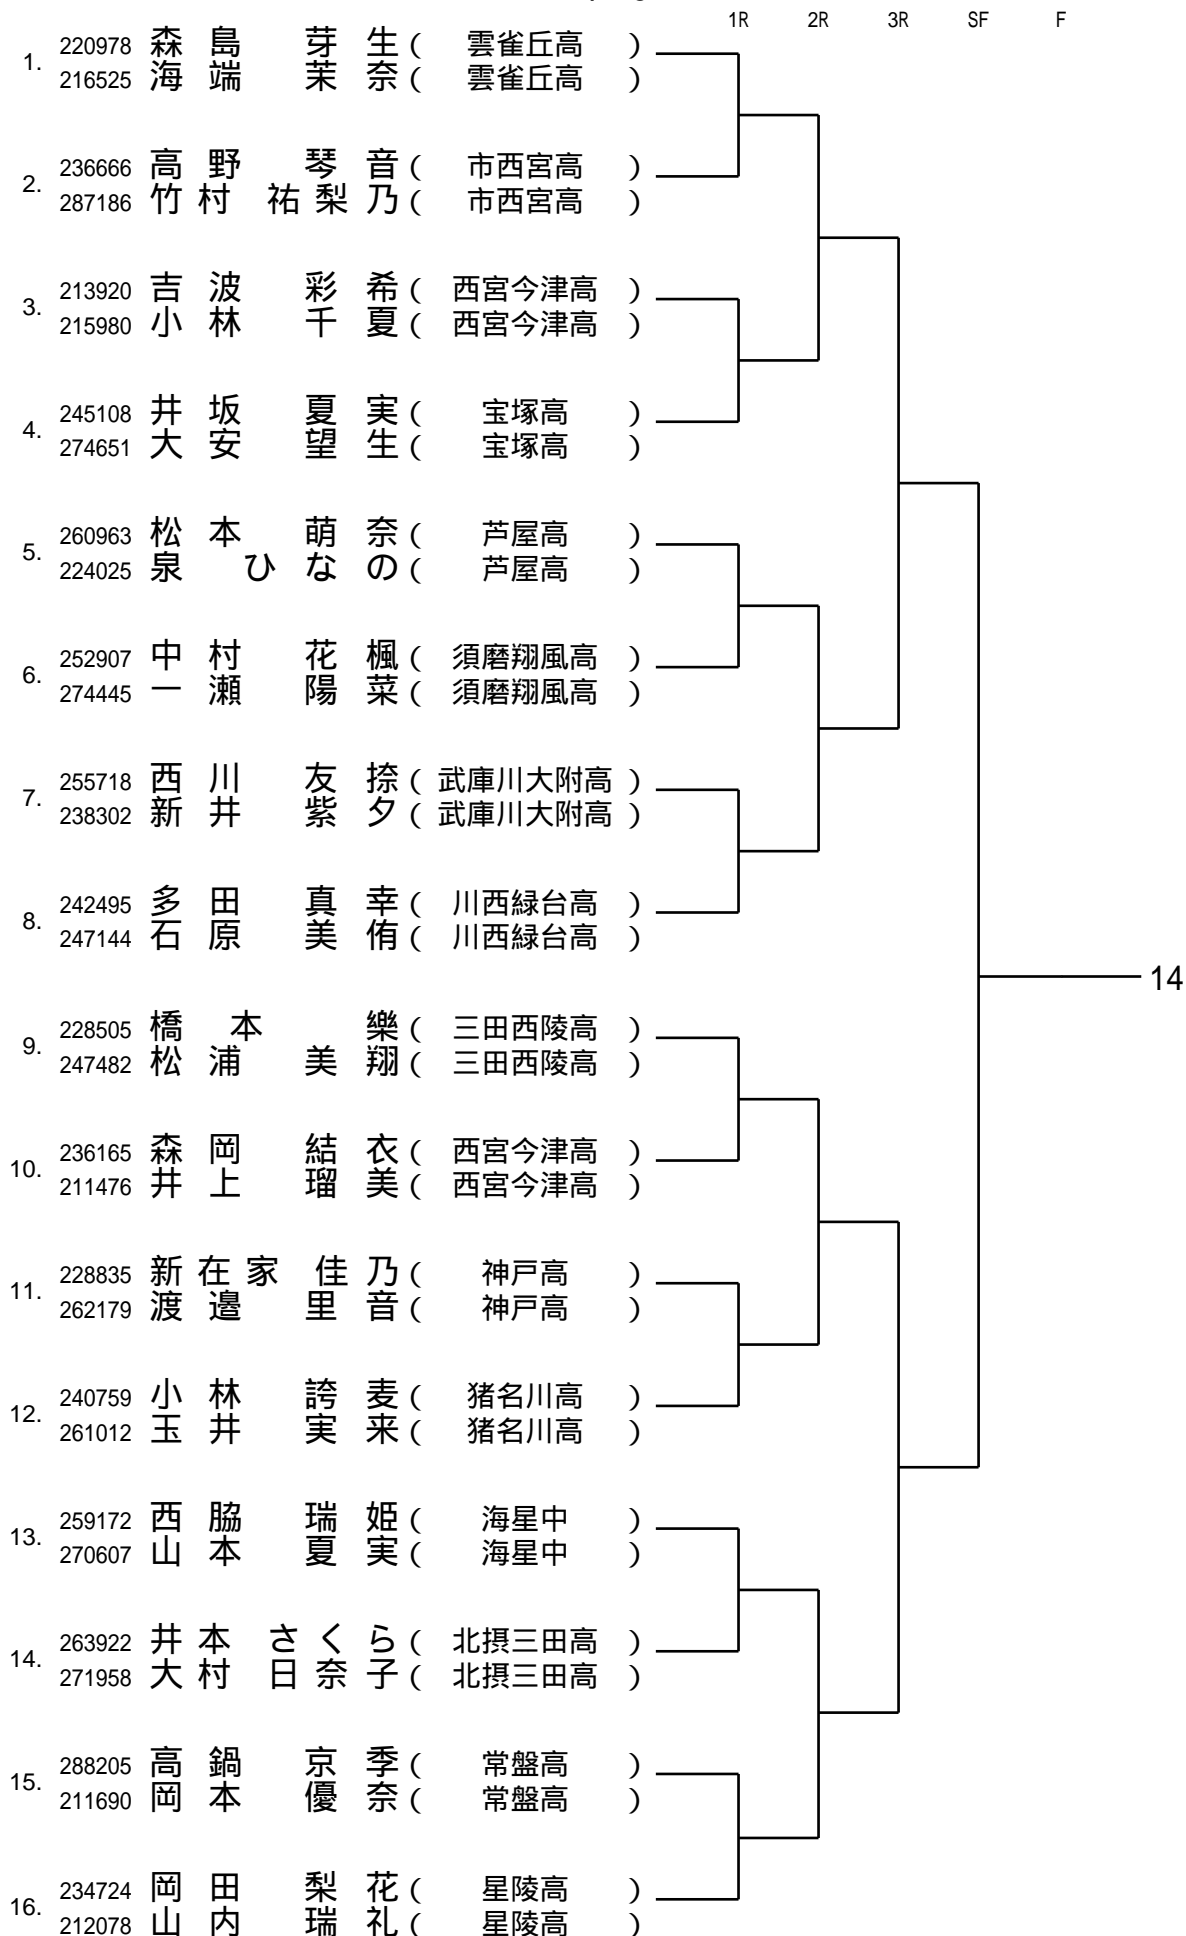 1R 2R 3R SF F
1. 220978 森島 芽生 ( 雲雀丘高 )
216525 海端 茉奈 ( 雲雀丘高 )
2. 236666 高野 琴音 ( 市西宮高 )
287186 竹村 祐梨乃 ( 市西宮高 )
3. 213920 吉波 彩希 ( 西宮今津高 )
215980 小林 千夏 ( 西宮今津高 )
4. 245108 井坂 夏実 ( 宝塚高 )
274651 大安 望生 ( 宝塚高 )
5. 260963 松本 萌奈 ( 芦屋高 )
224025 泉 ひなの ( 芦屋高 )
6. 252907 中村 花楓 ( 須磨翔風高 )
274445 一瀬 陽菜 ( 須磨翔風高 )
7. 255718 西川 友捺 ( 武庫川大附高 )
238302 新井 紫夕 ( 武庫川大附高 )
8. 242495 多田 真幸 ( 川西緑台高 )
247144 石原 美侑 ( 川西緑台高 )
14
9. 228505 橋本 樂 ( 三田西陵高 )
247482 松浦 美翔 ( 三田西陵高 )
10. 236165 森岡 結衣 ( 西宮今津高 )
211476 井上 瑠美 ( 西宮今津高 )
11. 228835 新在家 佳乃 ( 神戸高 )
262179 渡邉 里音 ( 神戸高 )
12. 240759 小林 誇麦 ( 猪名川高 )
261012 玉井 実来 ( 猪名川高 )
13. 259172 西脇 瑞姫 ( 海星中 )
270607 山本 夏実 ( 海星中 )
14. 263922 井本 さくら ( 北摂三田高 )
271958 大村 日奈子 ( 北摂三田高 )
15. 288205 高鍋 京季 ( 常盤高 )
211690 岡本 優奈 ( 常盤高 )
16. 234724 岡田 梨花 ( 星陵高 )
212078 山内 瑞礼 ( 星陵高 )